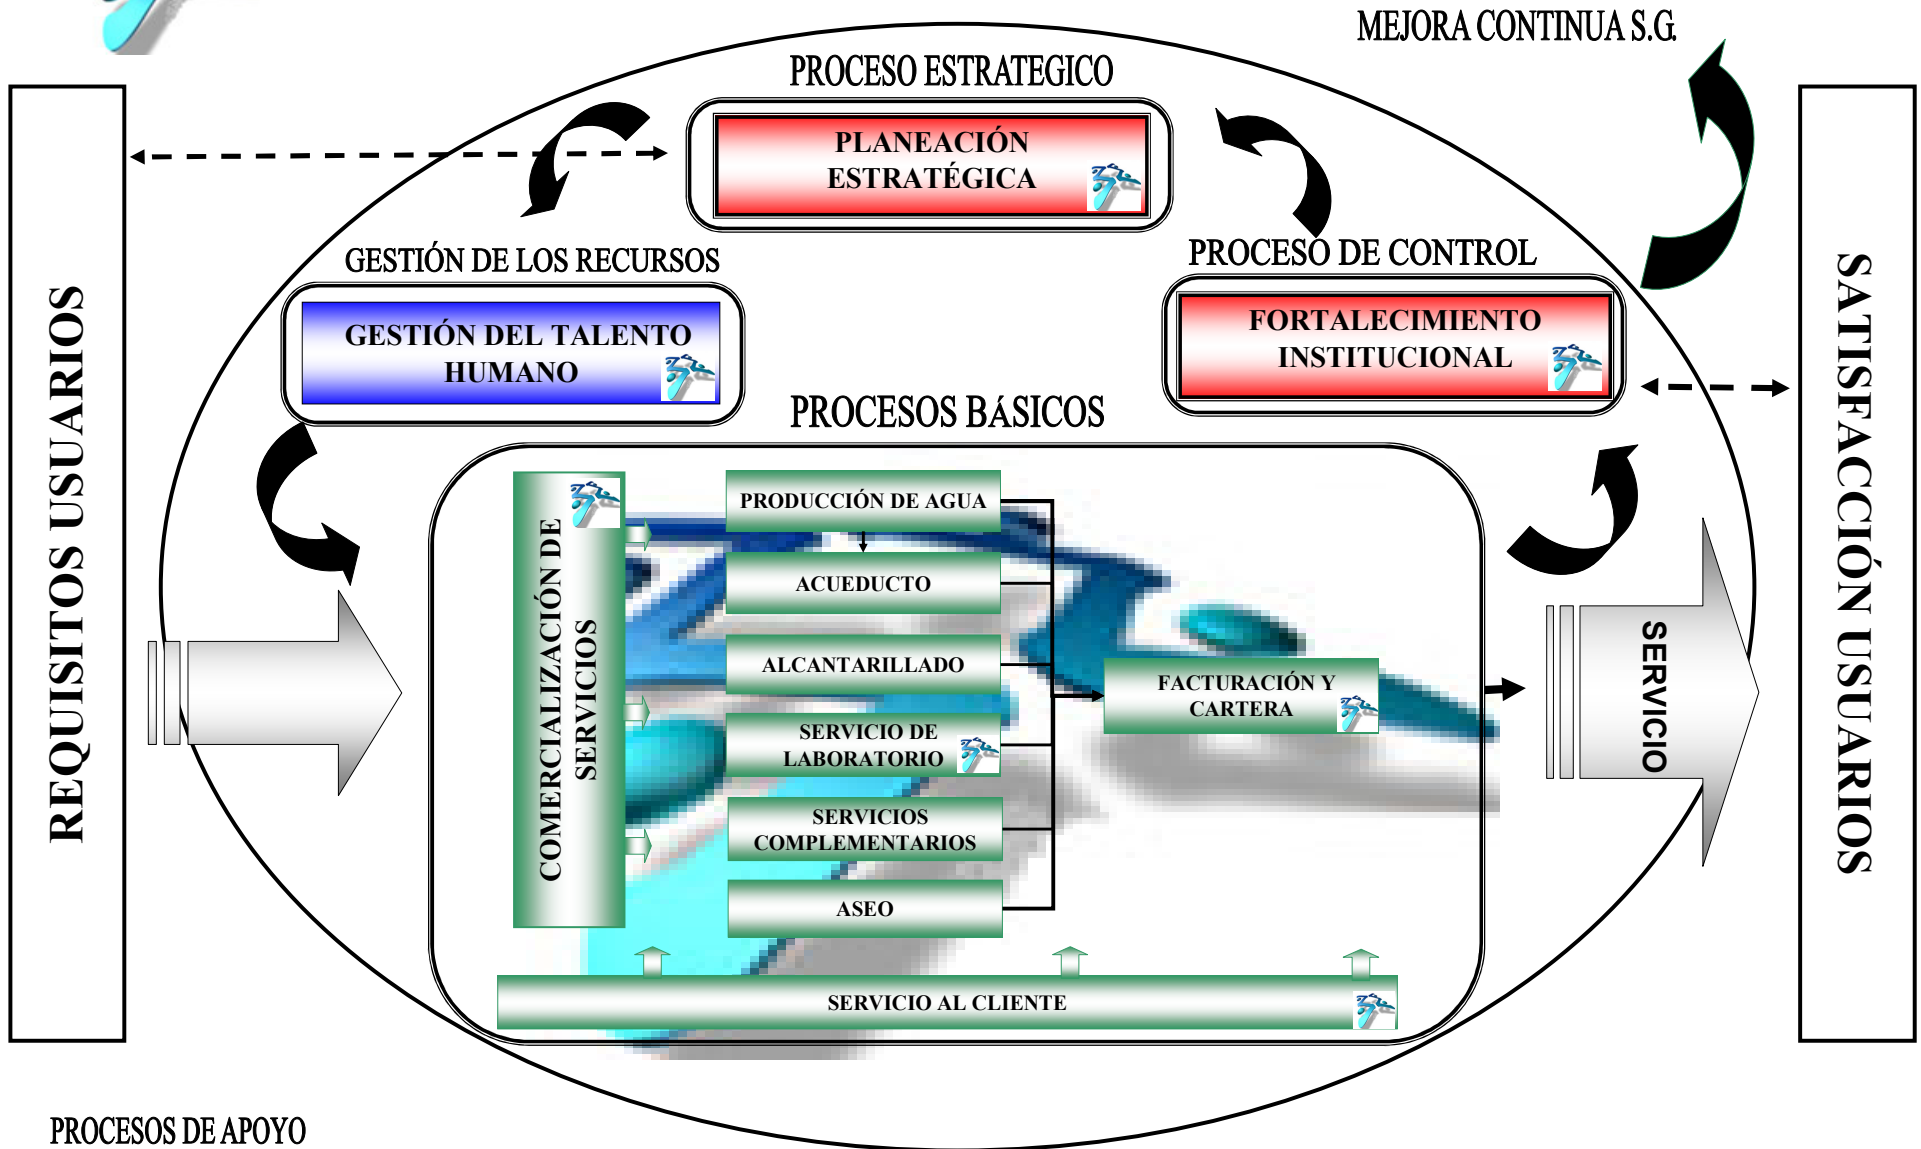 MEJORA CONTINUA S.G.
PROCESO ESTRATEGICO
PLANEACIÓN
ESTRATÉGICA
GESTIÓN DE LOS RECURSOS
GESTIÓN DEL TALENTO
HUMANO
PROCESO DE CONTROL
FORTALECIMIENTO
INSTITUCIONAL
REQUISITOS USUARIOS
PROCESOS BÁSICOS
COMERCIALIZACIÓN DE
SERVICIOS
PRODUCCIÓN DE AGUA
ACUEDUCTO
ALCANTARILLADO
SERVICIO DE
LABORATORIO
SERVICIOS
COMPLEMENTARIOS
ASEO
FACTURACIÓN Y
CARTERA
SERVICIO AL CLIENTE
SERVICIO
SATISFACCIÓN USUARIOS
PROCESOS DE APOYO